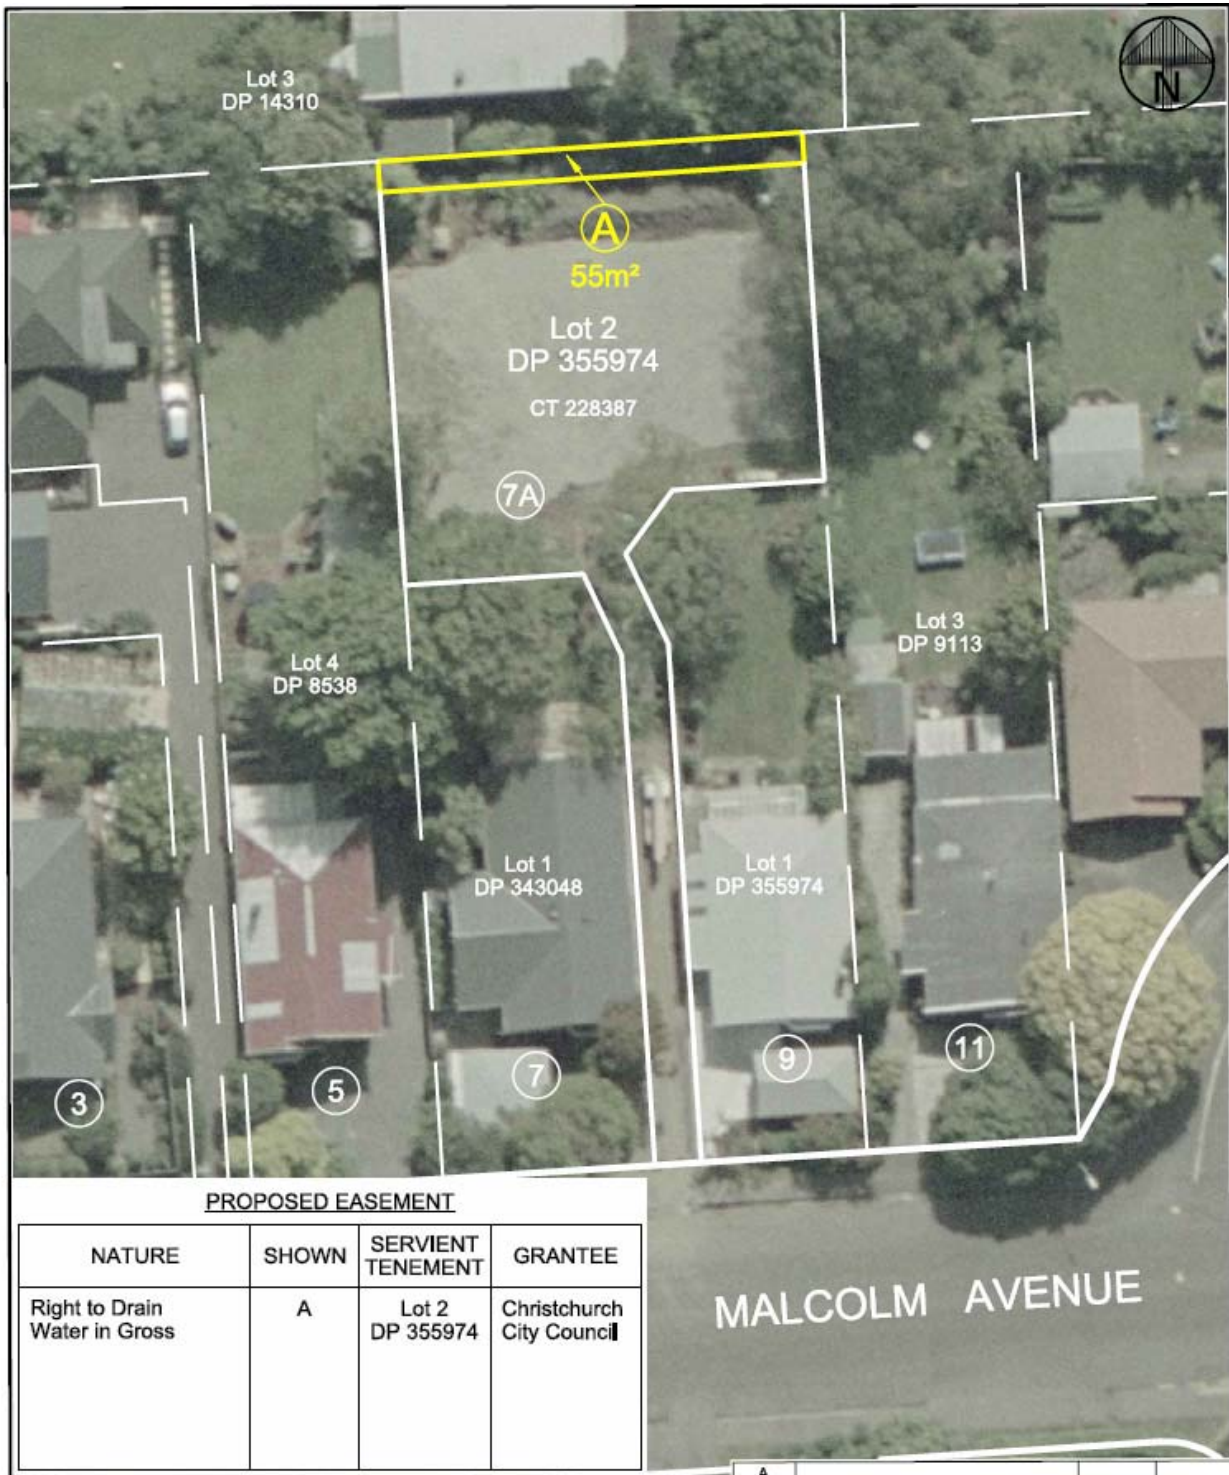 N
Lot 3
DP 14310
A
55m²
Lot 2
DP 355974
CT 228387
7A
Lot 3
DP 9113
Lot 4
DP 8538
Lot 1
DP 343048
Lot 1
DP 355974
3
5
7
9
11
MALCOLM AVENUE
PROPOSED EASEMENT
NATURE SHOWN SERVIENT TENEMENT GRANTEE
Right to Drain A Lot 2 Christchurch
Water in Gross DP 355974 City Council
A